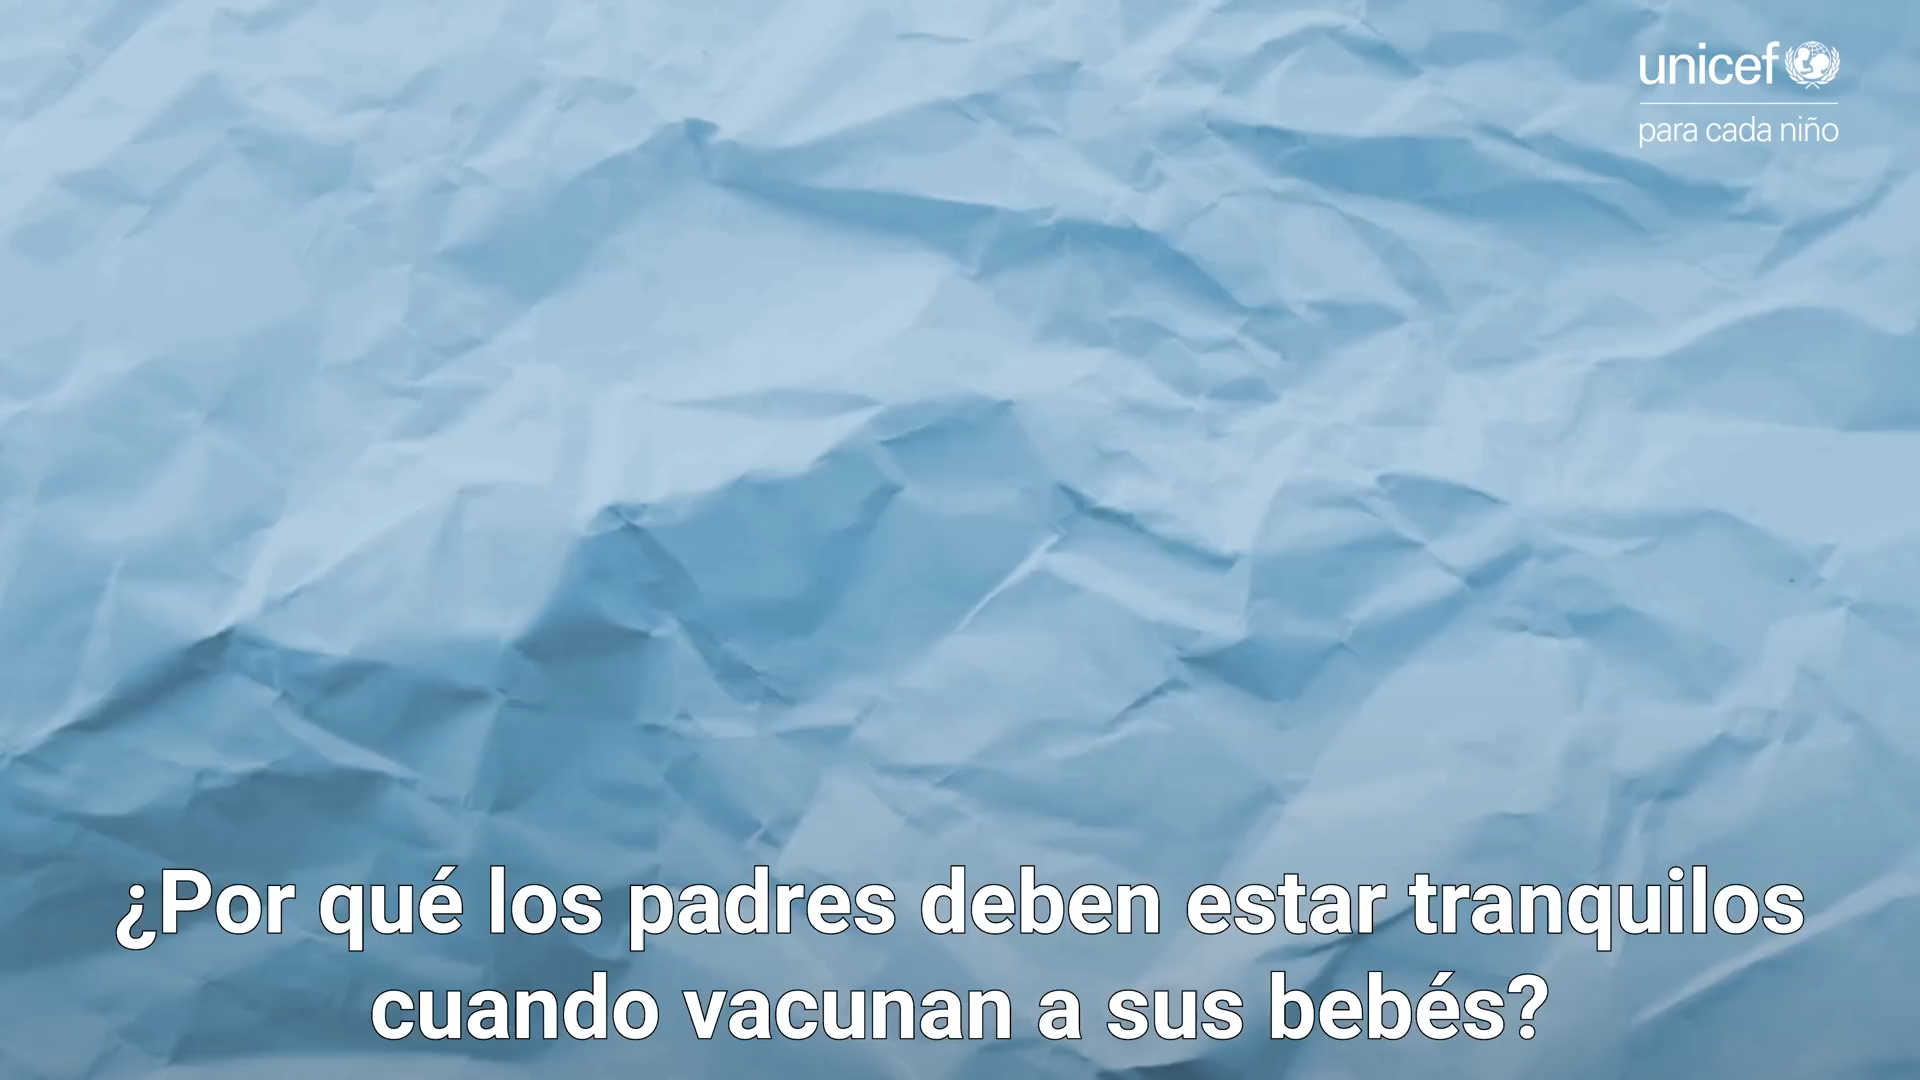 unicef
para cada niño
¿Por qué los padres deben estar tranquilos
cuando vacunan a sus bebés?